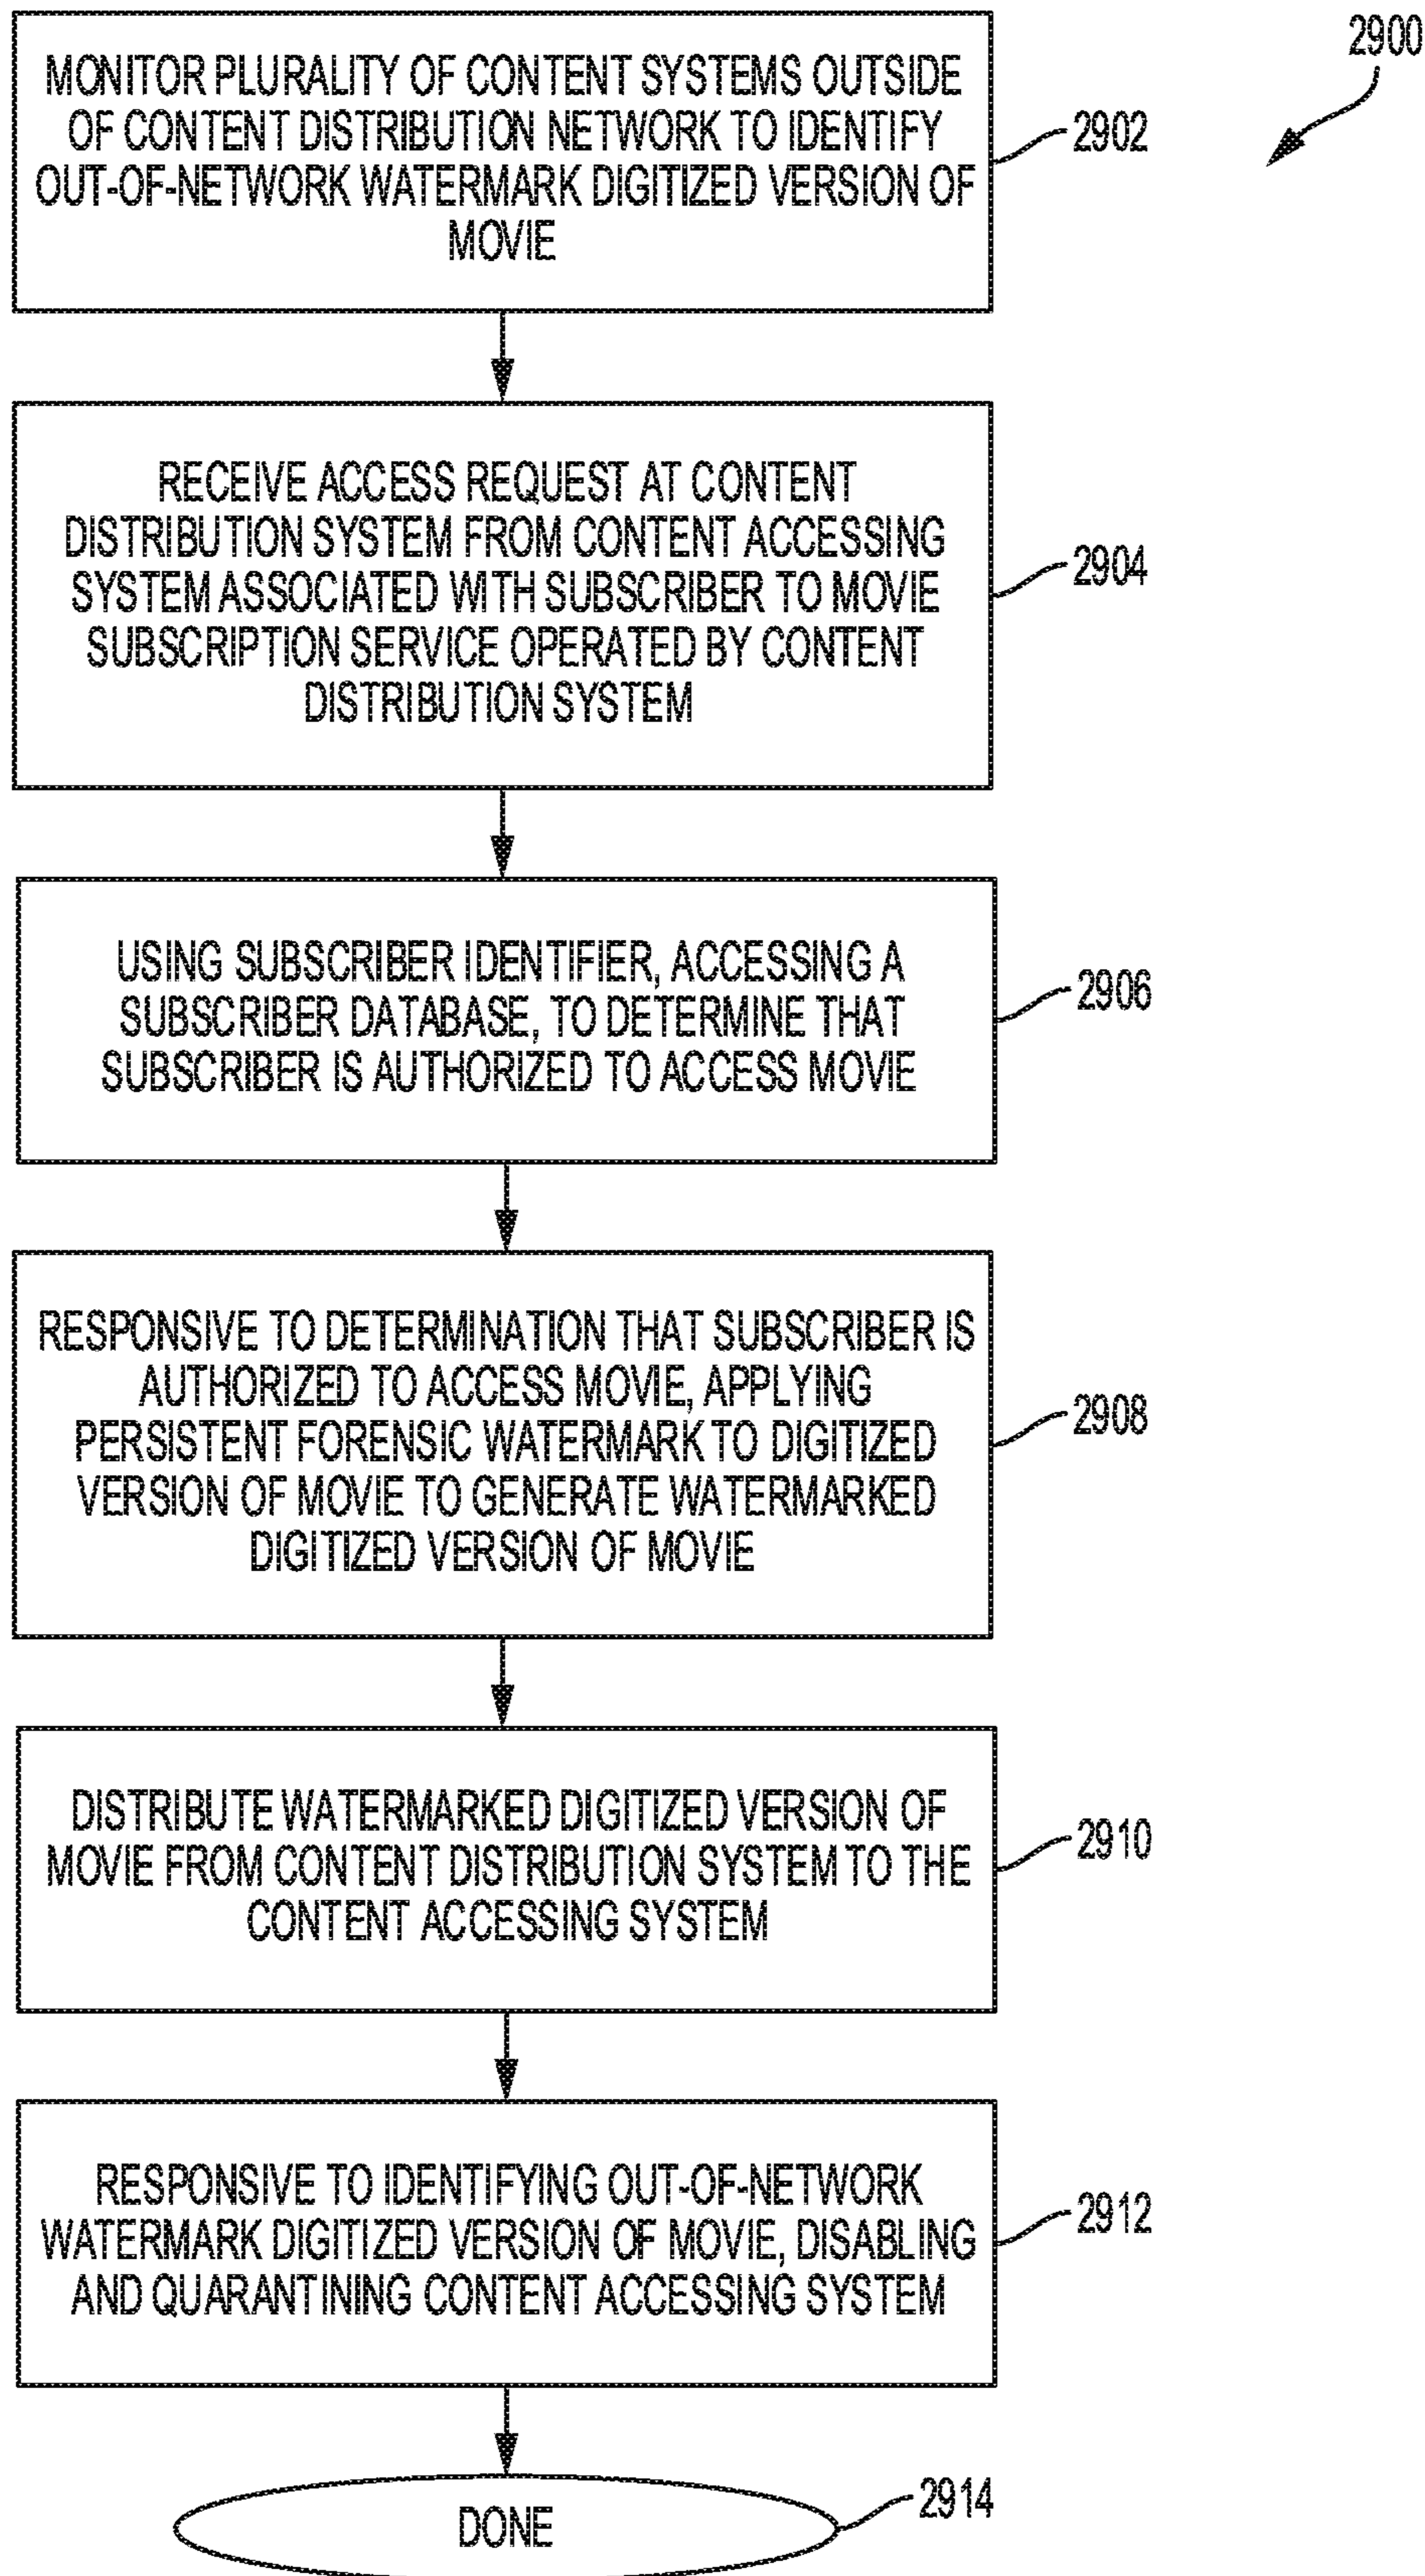 2900
MONITOR PLURALITY OF CONTENT SYSTEMS OUTSIDE
OF CONTENT DISTRIBUTION NETWORK TO IDENTIFY
OUT-OF-NETWORK WATERMARK DIGITIZED VERSION OF
MOVIE
2902
RECEIVE ACCESS REQUEST AT CONTENT
DISTRIBUTION SYSTEM FROM CONTENT ACCESSING
SYSTEM ASSOCIATED WITH SUBSCRIBER TO MOVIE
SUBSCRIPTION SERVICE OPERATED BY CONTENT
DISTRIBUTION SYSTEM
2904
USING SUBSCRIBER IDENTIFIER, ACCESSING A
SUBSCRIBER DATABASE, TO DETERMINE THAT
SUBSCRIBER IS AUTHORIZED TO ACCESS MOVIE
2906
RESPONSIVE TO DETERMINATION THAT SUBSCRIBER IS
AUTHORIZED TO ACCESS MOVIE, APPLYING
PERSISTENT FORENSIC WATERMARK TO DIGITIZED
VERSION OF MOVIE TO GENERATE WATERMARKED
DIGITIZED VERSION OF MOVIE
2908
DISTRIBUTE WATERMARKED DIGITIZED VERSION OF
MOVIE FROM CONTENT DISTRIBUTION SYSTEM TO THE
CONTENT ACCESSING SYSTEM
2910
RESPONSIVE TO IDENTIFYING OUT-OF-NETWORK
WATERMARK DIGITIZED VERSION OF MOVIE, DISABLING
AND QUARANTINING CONTENT ACCESSING SYSTEM
2912
DONE
2914